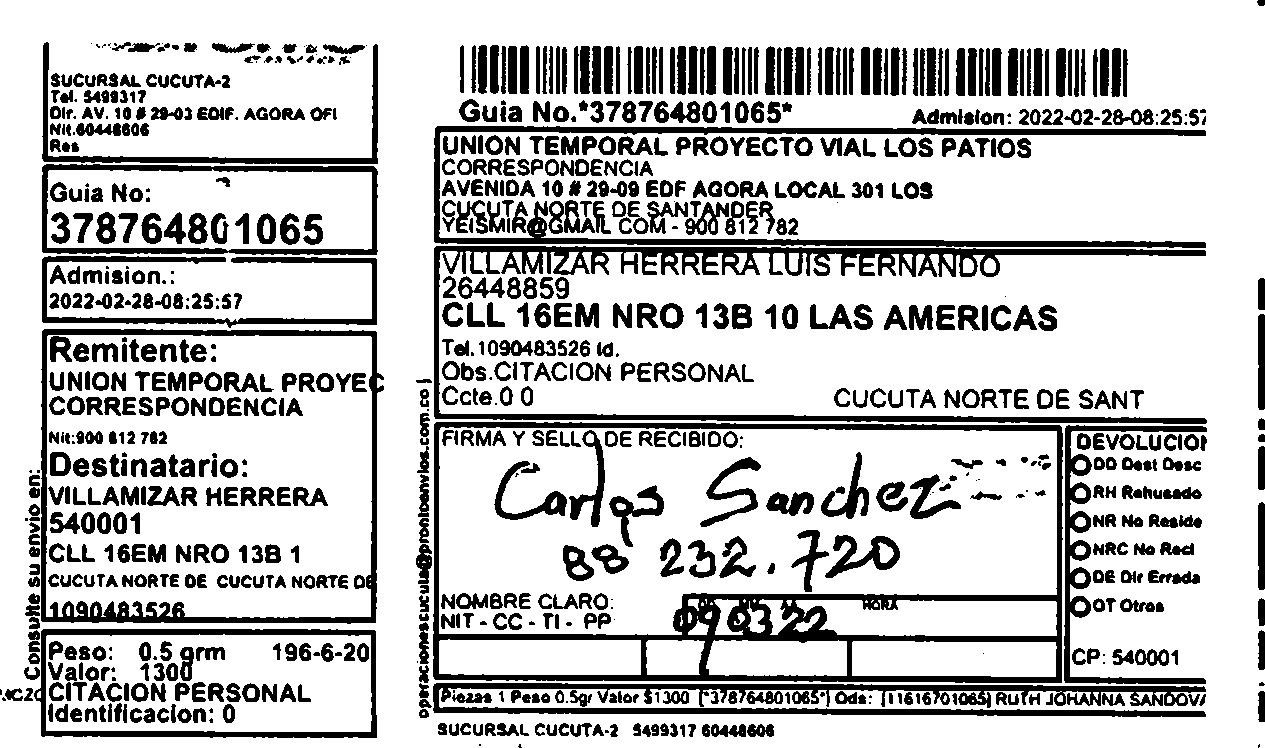 SUCURSAL CUCUTA-2
Tel. 5499317
Dir. AV. 10 # 29-03 EDIF. AGORA OFI
Nit.60448606
Res
Guia No:
378764801065
Admision.:
2022-02-28-08:25:57
Remitente:
UNION TEMPORAL PROYEC
CORRESPONDENCIA
Nit:900 812 782
Destinatario:
VILLAMIZAR HERRERA
540001
CLL 16EM NRO 13B 1
CUCUTA NORTE DE CUCUTA NORTE DE
1090483526
Peso: 0.5 grm 196-6-20
Valor: 1300
CITACION PERSONAL
Identificacion: 0
Consulte su envio en:
Guia No.*378764801065*
Admision: 2022-02-28-08:25:57
UNION TEMPORAL PROYECTO VIAL LOS PATIOS
CORRESPONDENCIA
AVENIDA 10 # 29-09 EDF AGORA LOCAL 301 LOS
CUCUTA NORTE DE SANTANDER
YEISMIR@GMAIL COM - 900 812 782
VILLAMIZAR HERRERA LUIS FERNANDO
26448859
CLL 16EM NRO 13B 10 LAS AMERICAS
Tel.1090483526 Id.
Obs.CITACION PERSONAL
Ccte.0 0
CUCUTA NORTE DE SANT
operacionescucuta@prontoenvios.com.co
FIRMA Y SELLO DE RECIBIDO:
Carlos Sanchez
88 232.720
NOMBRE CLARO:
NIT - CC - TI - PP
HORA
090322
DEVOLUCION
DD Dest Desc
RH Rehusado
NR No Reside
NRC No Recl
DE Dir Errada
OT Otros
CP: 540001
Piezas 1 Peso 0.5gr Valor $1300 [*378764801065*] Ods: [11616701065] RUTH JOHANNA SANDOVA
SUCURSAL CUCUTA-2 5499317 60448606